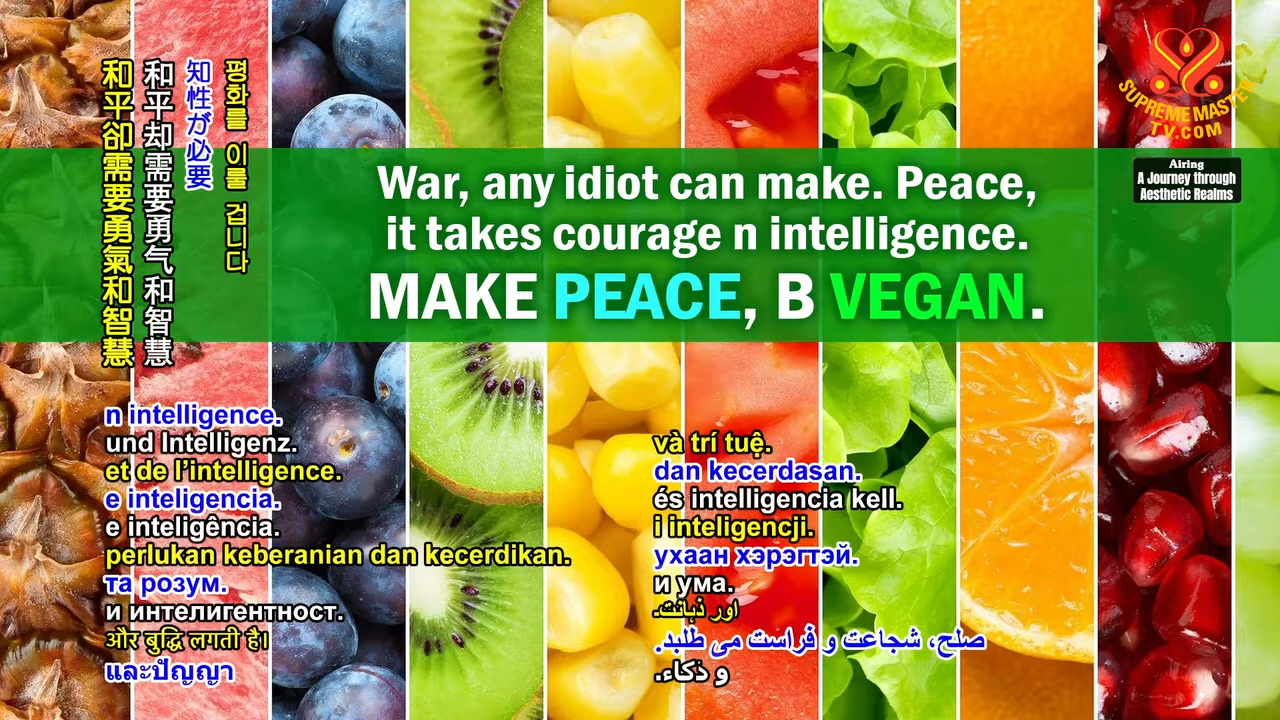 和平卻需要勇氣和智慧
和平却需要勇气和智慧
知性が必要
평화를 이룰 겁니다
SUPREME MASTER
TV.COM
Airing
A Journey through
Aesthetic Realms
War, any idiot can make. Peace,
it takes courage n intelligence.
MAKE PEACE, B VEGAN.
n intelligence.
und Intelligenz.
et de l’intelligence.
e inteligencia.
e inteligência.
perlukan keberanian dan kecerdikan.
та розум.
и интелигентност.
और बुद्धि लगती है।
และปัญญา
và trí tuệ.
dan kecerdasan.
és intelligencia kell.
i inteligencji.
ухаан хэрэгтэй.
и ума.
اور ذہانت۔
صلح، شجاعت و فراست می طلبد.
و ذكاء.